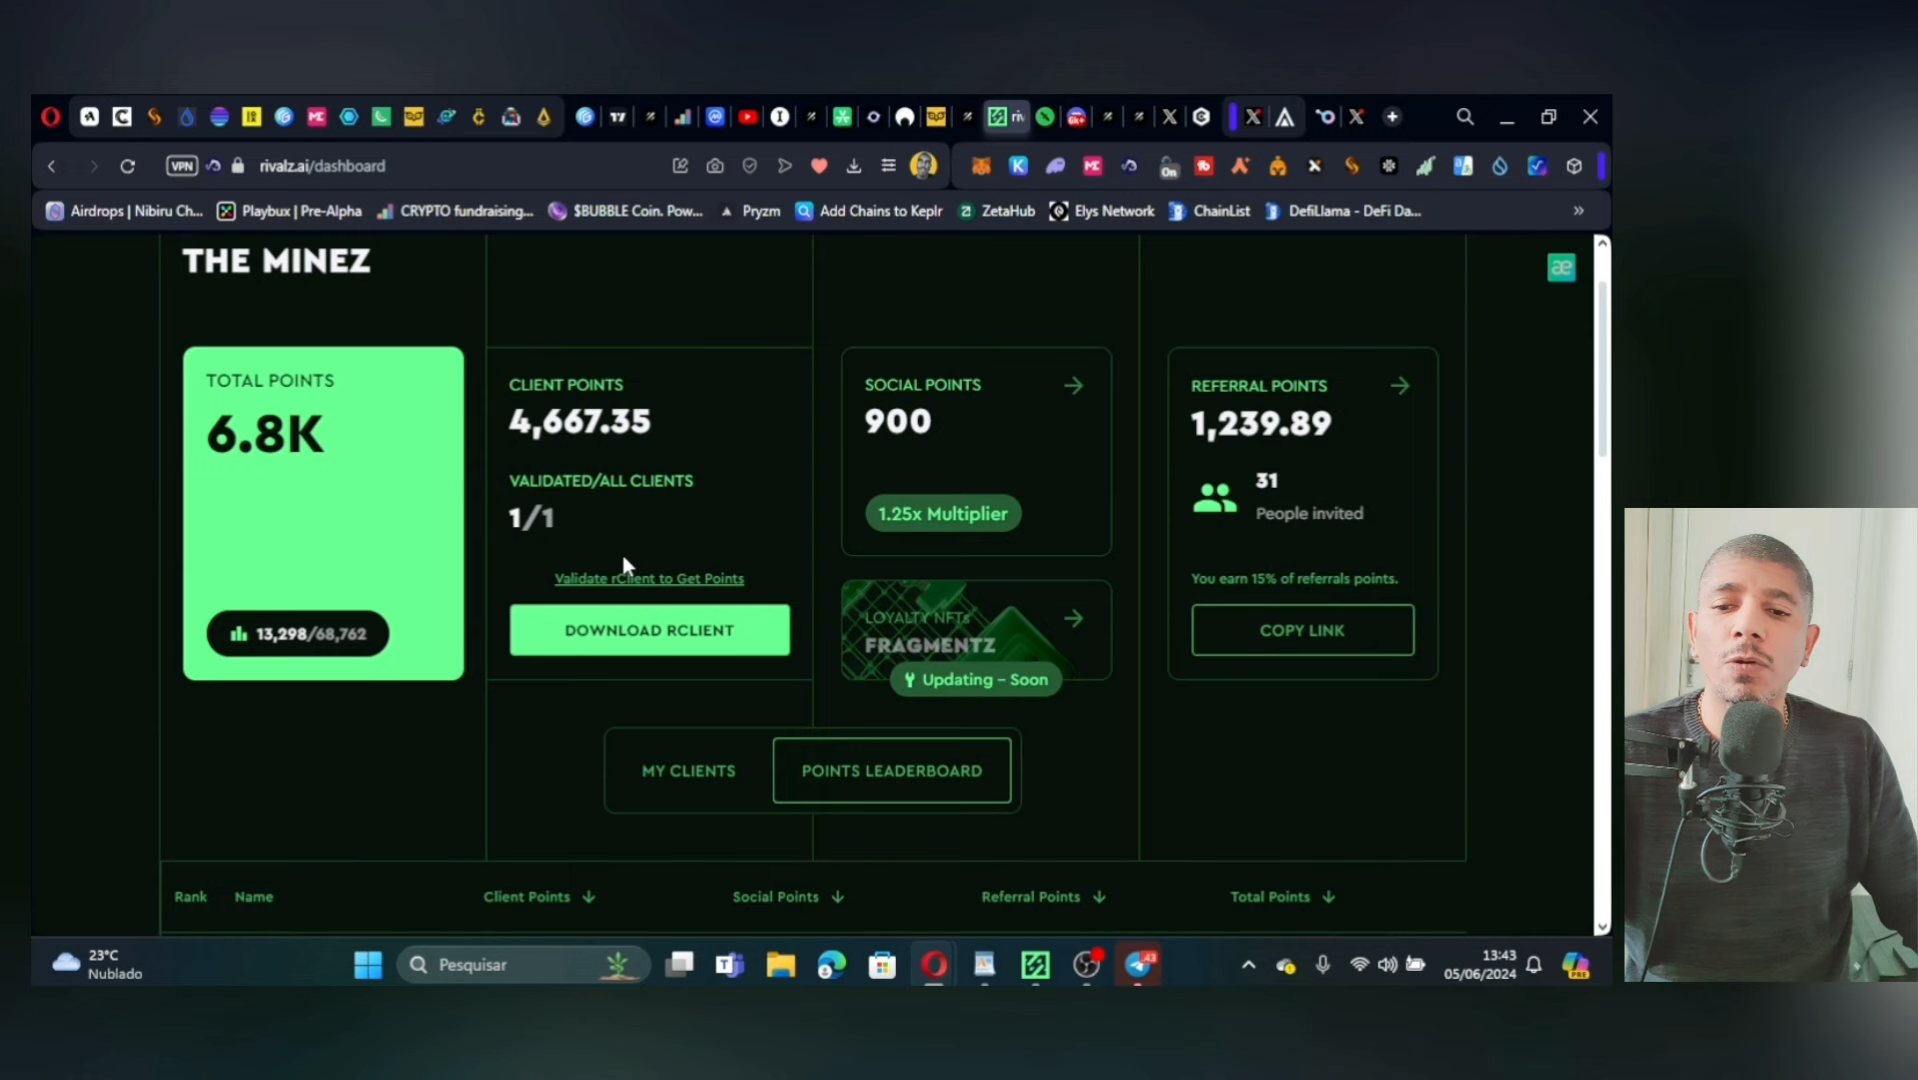 VPN
rivalz.ai/dashboard
On
Airdrops | Nibiru Ch...
Playbux | Pre-Alpha
CRYPTO fundraising...
$BUBBLE Coin. Pow...
Pryzm
Add Chains to Keplr
ZetaHub
Elys Network
ChainList
DefiLlama - DeFi Da...
THE MINEZ
TOTAL POINTS
6.8K
13,298/68,762
CLIENT POINTS
4,667.35
VALIDATED/ALL CLIENTS
1/1
Validate rClient to Get Points
DOWNLOAD RCLIENT
SOCIAL POINTS
900
1.25x Multiplier
LOYALTY NFTs
FRAGMENTZ
Updating - Soon
REFERRAL POINTS
1,239.89
31
People invited
You earn 15% of referrals points.
COPY LINK
MY CLIENTS
POINTS LEADERBOARD
Rank Name Client Points Social Points Referral Points Total Points
23°C
Nublado
Pesquisar
43
13:43
05/06/2024
PRE